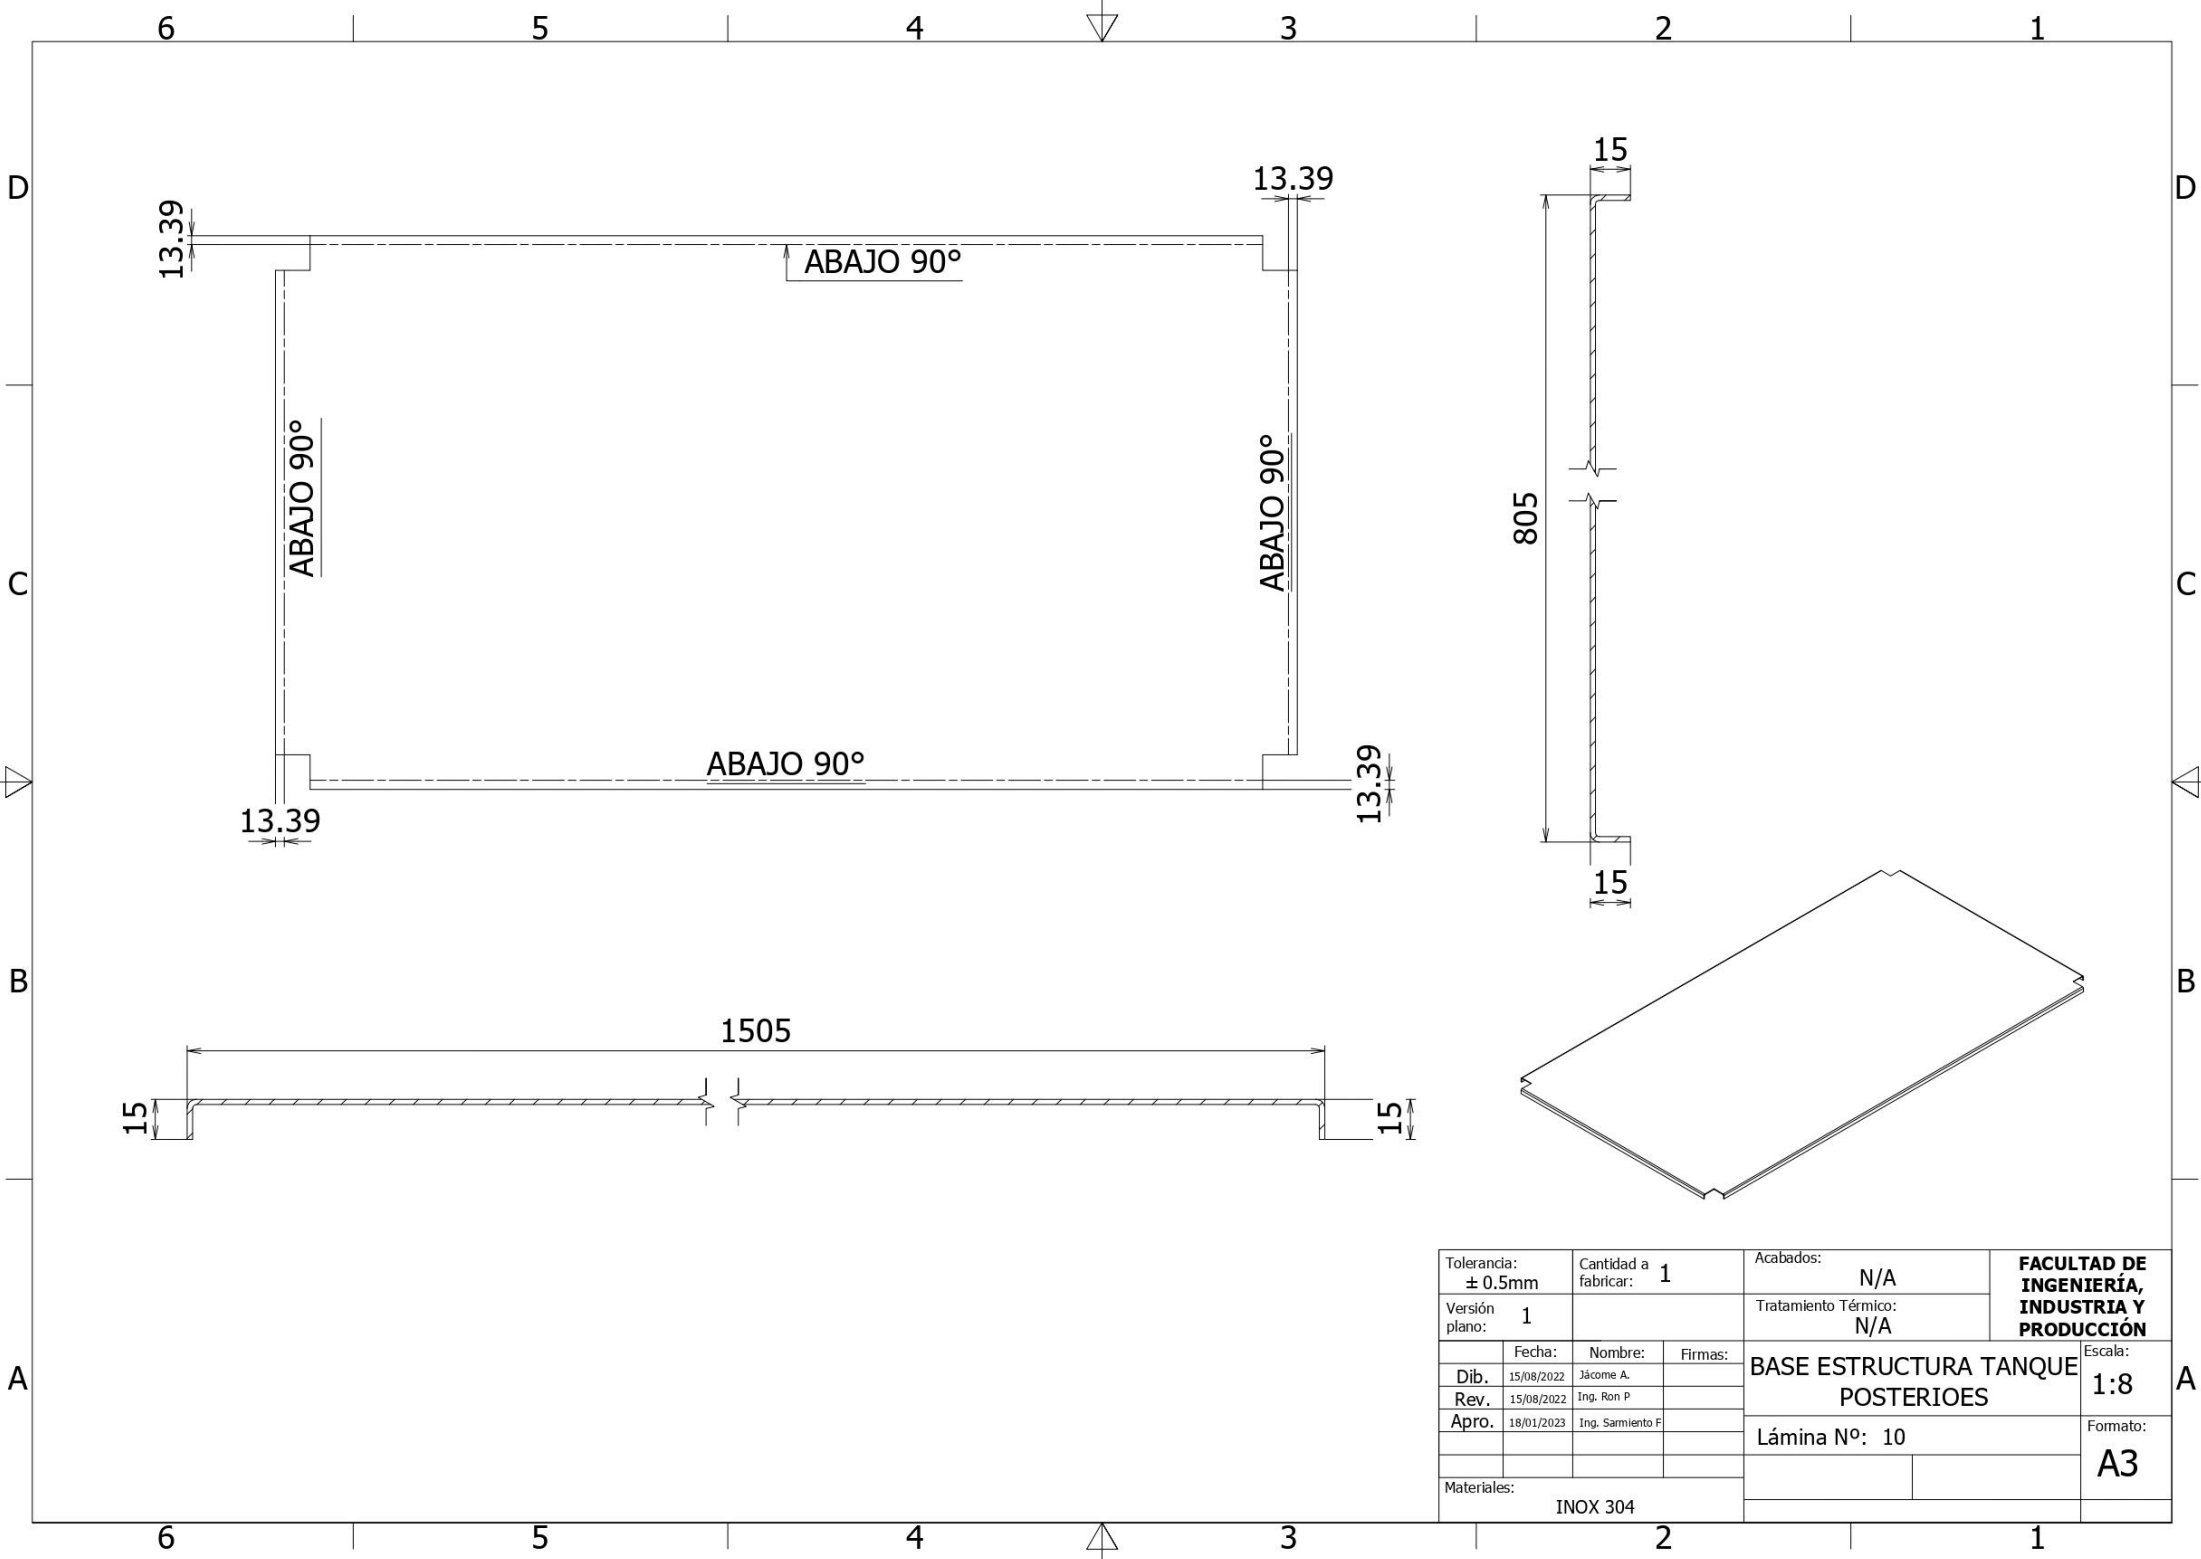 6 5 4 3 2 1
D D
C C
B B
A A
13.39
13.39
ABAJO 90°
ABAJO 90°
ABAJO 90°
ABAJO 90°
13.39
13.39
15
805
15
1505
15
15
Tolerancia:
± 0.5mm
Cantidad a
fabricar: 1
Acabados:
N/A
FACULTAD DE
INGENIERÍA,
INDUSTRIA Y
PRODUCCIÓN
Versión
plano: 1
Tratamiento Térmico:
N/A
Fecha: Nombre: Firmas:
Dib. 15/08/2022 Jácome A.
Rev. 15/08/2022 Ing. Ron P
Apro. 18/01/2023 Ing. Sarmiento F
BASE ESTRUCTURA TANQUE
POSTERIOES
Escala:
1:8
Lámina Nº: 10
Formato:
A3
Materiales:
INOX 304
6 5 4 3 2 1